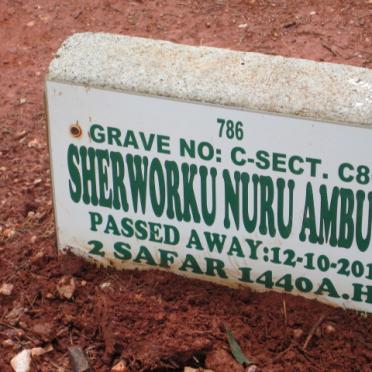 786
GRAVE NO: C-SECT. C8
SHERWORKU NURU AMBU
PASSED AWAY:12-10-201
2 SAFAR 1440A.H